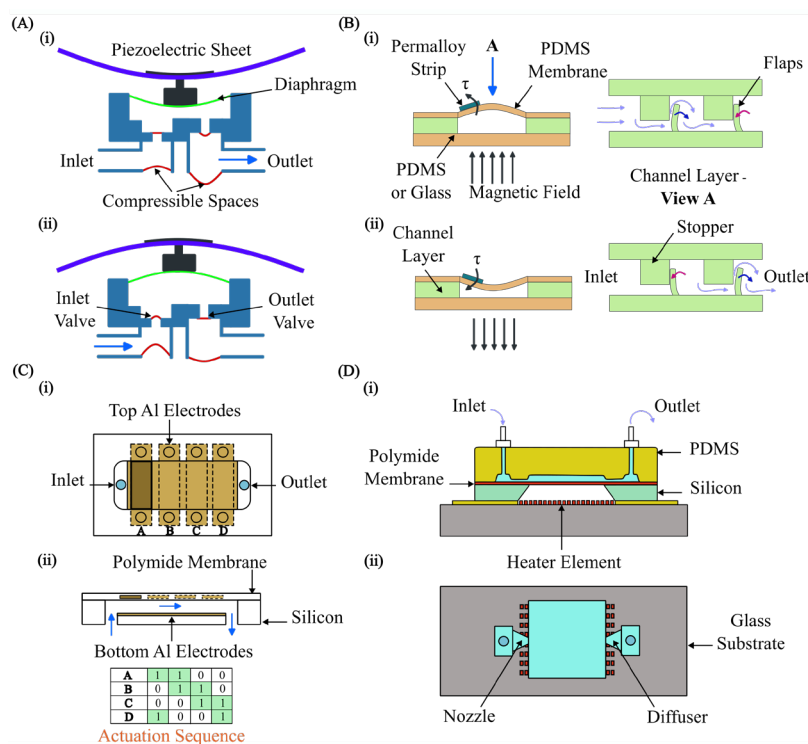 (A)
(i)
Piezoelectric Sheet
Diaphragm
Inlet
Outlet
Compressible Spaces
(ii)
Inlet
Valve
Outlet
Valve
(B)
(i)
Permalloy
Strip
A
τ
PDMS
Membrane
Flaps
PDMS
or Glass
Magnetic Field
Channel Layer -
View A
(ii)
Channel
Layer
τ
Stopper
Inlet
Outlet
(C)
(i)
Top Al Electrodes
Inlet
Outlet
A B C D
(ii)
Polymide Membrane
Silicon
Bottom Al Electrodes
A 1 1 0 0
B 0 1 1 0
C 0 0 1 1
D 1 0 0 1
Actuation Sequence
(D)
(i)
Inlet
Outlet
Polymide
Membrane
PDMS
Silicon
Heater Element
(ii)
Glass
Substrate
Nozzle
Diffuser